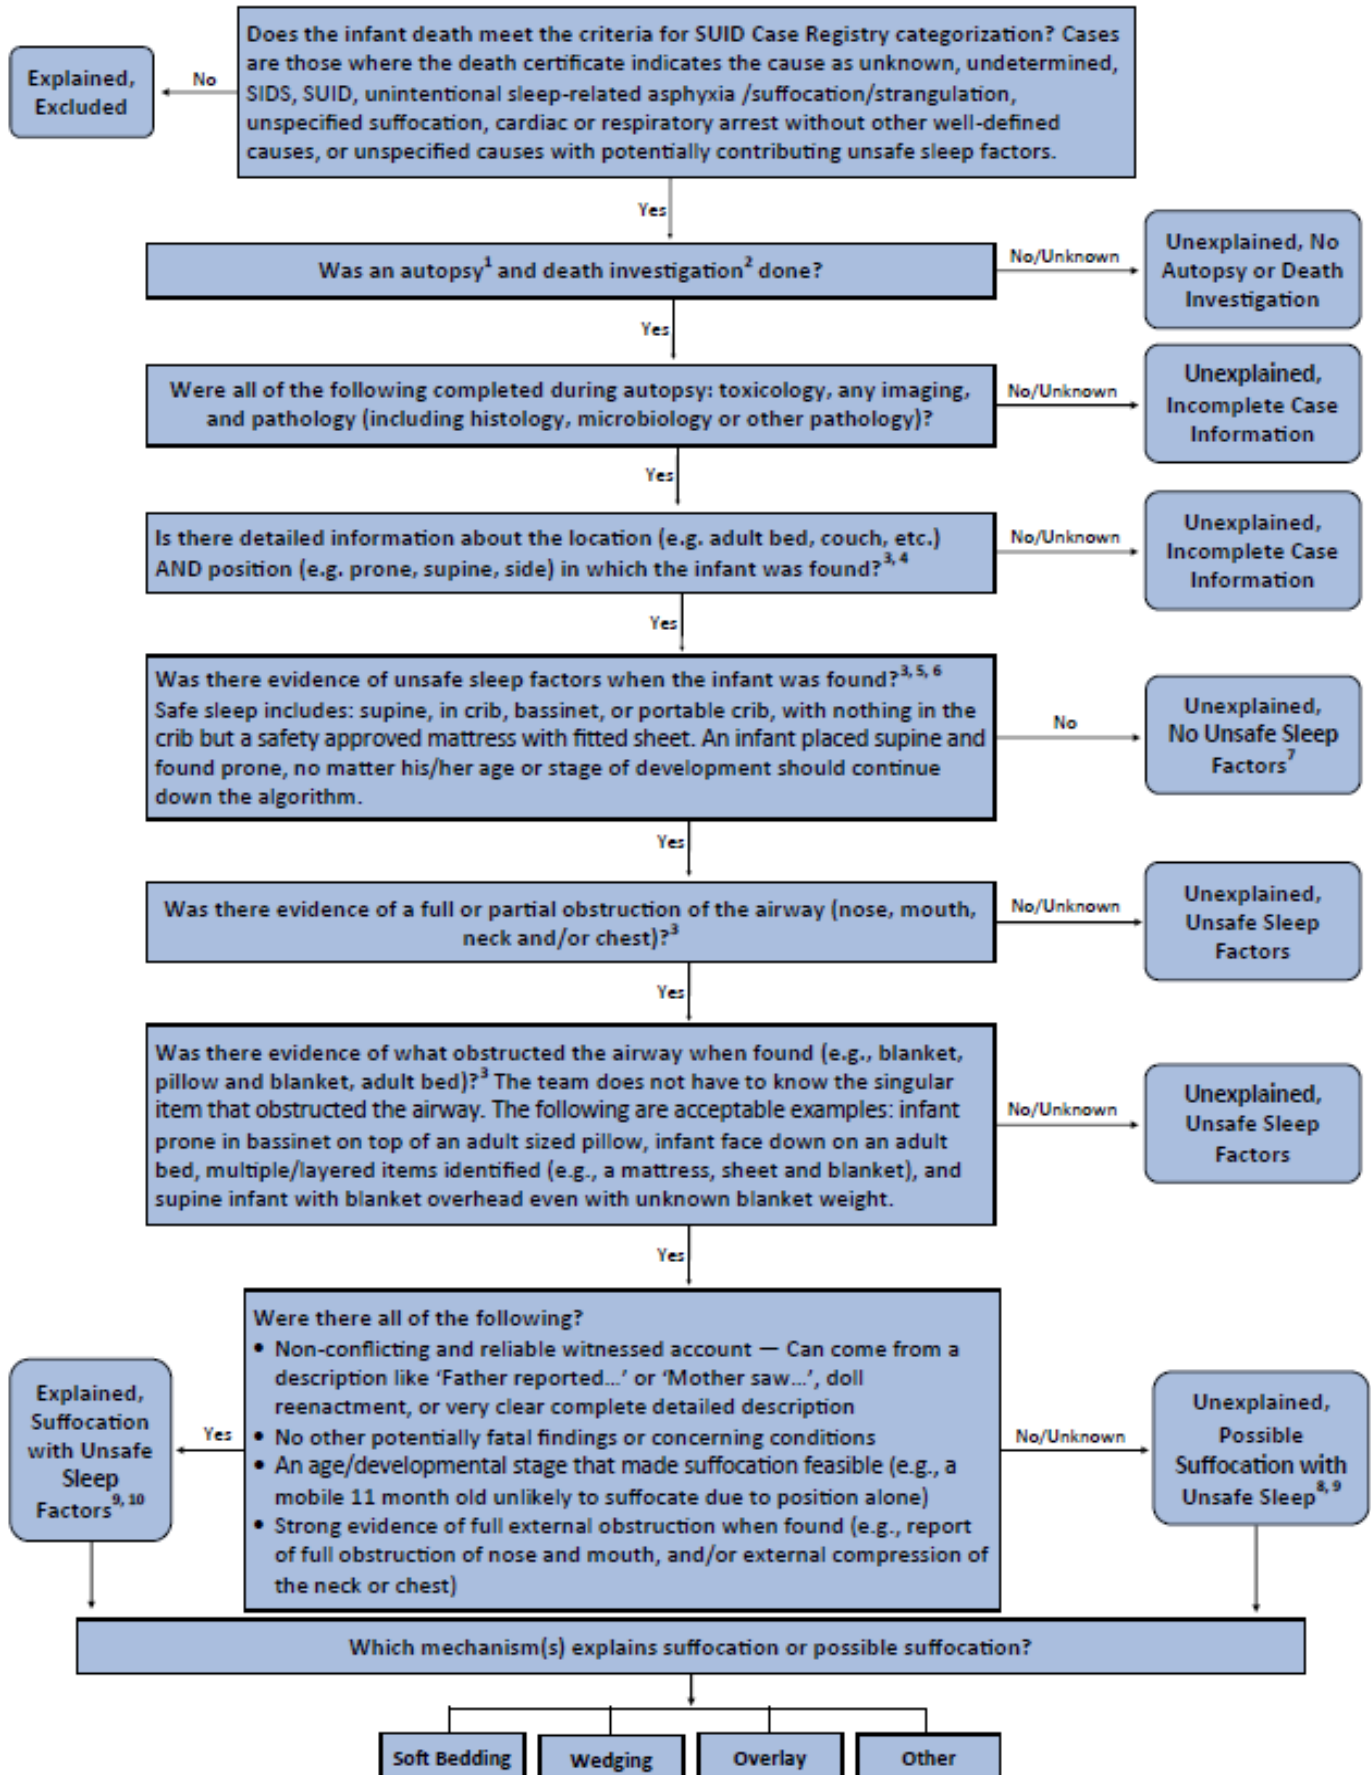 Does the infant death meet the criteria for SUID Case Registry categorization? Cases
are those where the death certificate indicates the cause as unknown, undetermined,
SIDS, SUID, unintentional sleep-related asphyxia /suffocation/strangulation,
unspecified suffocation, cardiac or respiratory arrest without other well-defined
causes, or unspecified causes with potentially contributing unsafe sleep factors.
No
Explained,
Excluded
Yes
Was an autopsy1 and death investigation2 done?
No/Unknown
Unexplained, No
Autopsy or Death
Investigation
Yes
Were all of the following completed during autopsy: toxicology, any imaging,
and pathology (including histology, microbiology or other pathology)?
No/Unknown
Unexplained,
Incomplete Case
Information
Yes
Is there detailed information about the location (e.g. adult bed, couch, etc.)
AND position (e.g. prone, supine, side) in which the infant was found?3, 4
No/Unknown
Unexplained,
Incomplete Case
Information
Yes
Was there evidence of unsafe sleep factors when the infant was found?3, 5, 6
Safe sleep includes: supine, in crib, bassinet, or portable crib, with nothing in the
crib but a safety approved mattress with fitted sheet. An infant placed supine and
found prone, no matter his/her age or stage of development should continue
down the algorithm.
No
Unexplained,
No Unsafe Sleep
Factors7
Yes
Was there evidence of a full or partial obstruction of the airway (nose, mouth,
neck and/or chest)?3
No/Unknown
Unexplained,
Unsafe Sleep
Factors
Yes
Was there evidence of what obstructed the airway when found (e.g., blanket,
pillow and blanket, adult bed)?3 The team does not have to know the singular
item that obstructed the airway. The following are acceptable examples: infant
prone in bassinet on top of an adult sized pillow, infant face down on an adult
bed, multiple/layered items identified (e.g., a mattress, sheet and blanket), and
supine infant with blanket overhead even with unknown blanket weight.
No/Unknown
Unexplained,
Unsafe Sleep
Factors
Yes
Were there all of the following?
• Non-conflicting and reliable witnessed account — Can come from a
description like ‘Father reported...’ or ‘Mother saw...’, doll
reenactment, or very clear complete detailed description
• No other potentially fatal findings or concerning conditions
• An age/developmental stage that made suffocation feasible (e.g., a
mobile 11 month old unlikely to suffocate due to position alone)
• Strong evidence of full external obstruction when found (e.g., report
of full obstruction of nose and mouth, and/or external compression of
the neck or chest)
Yes
Explained,
Suffocation
with Unsafe
Sleep
Factors9, 10
No/Unknown
Unexplained,
Possible
Suffocation with
Unsafe Sleep8, 9
Which mechanism(s) explains suffocation or possible suffocation?
Soft Bedding
Wedging
Overlay
Other